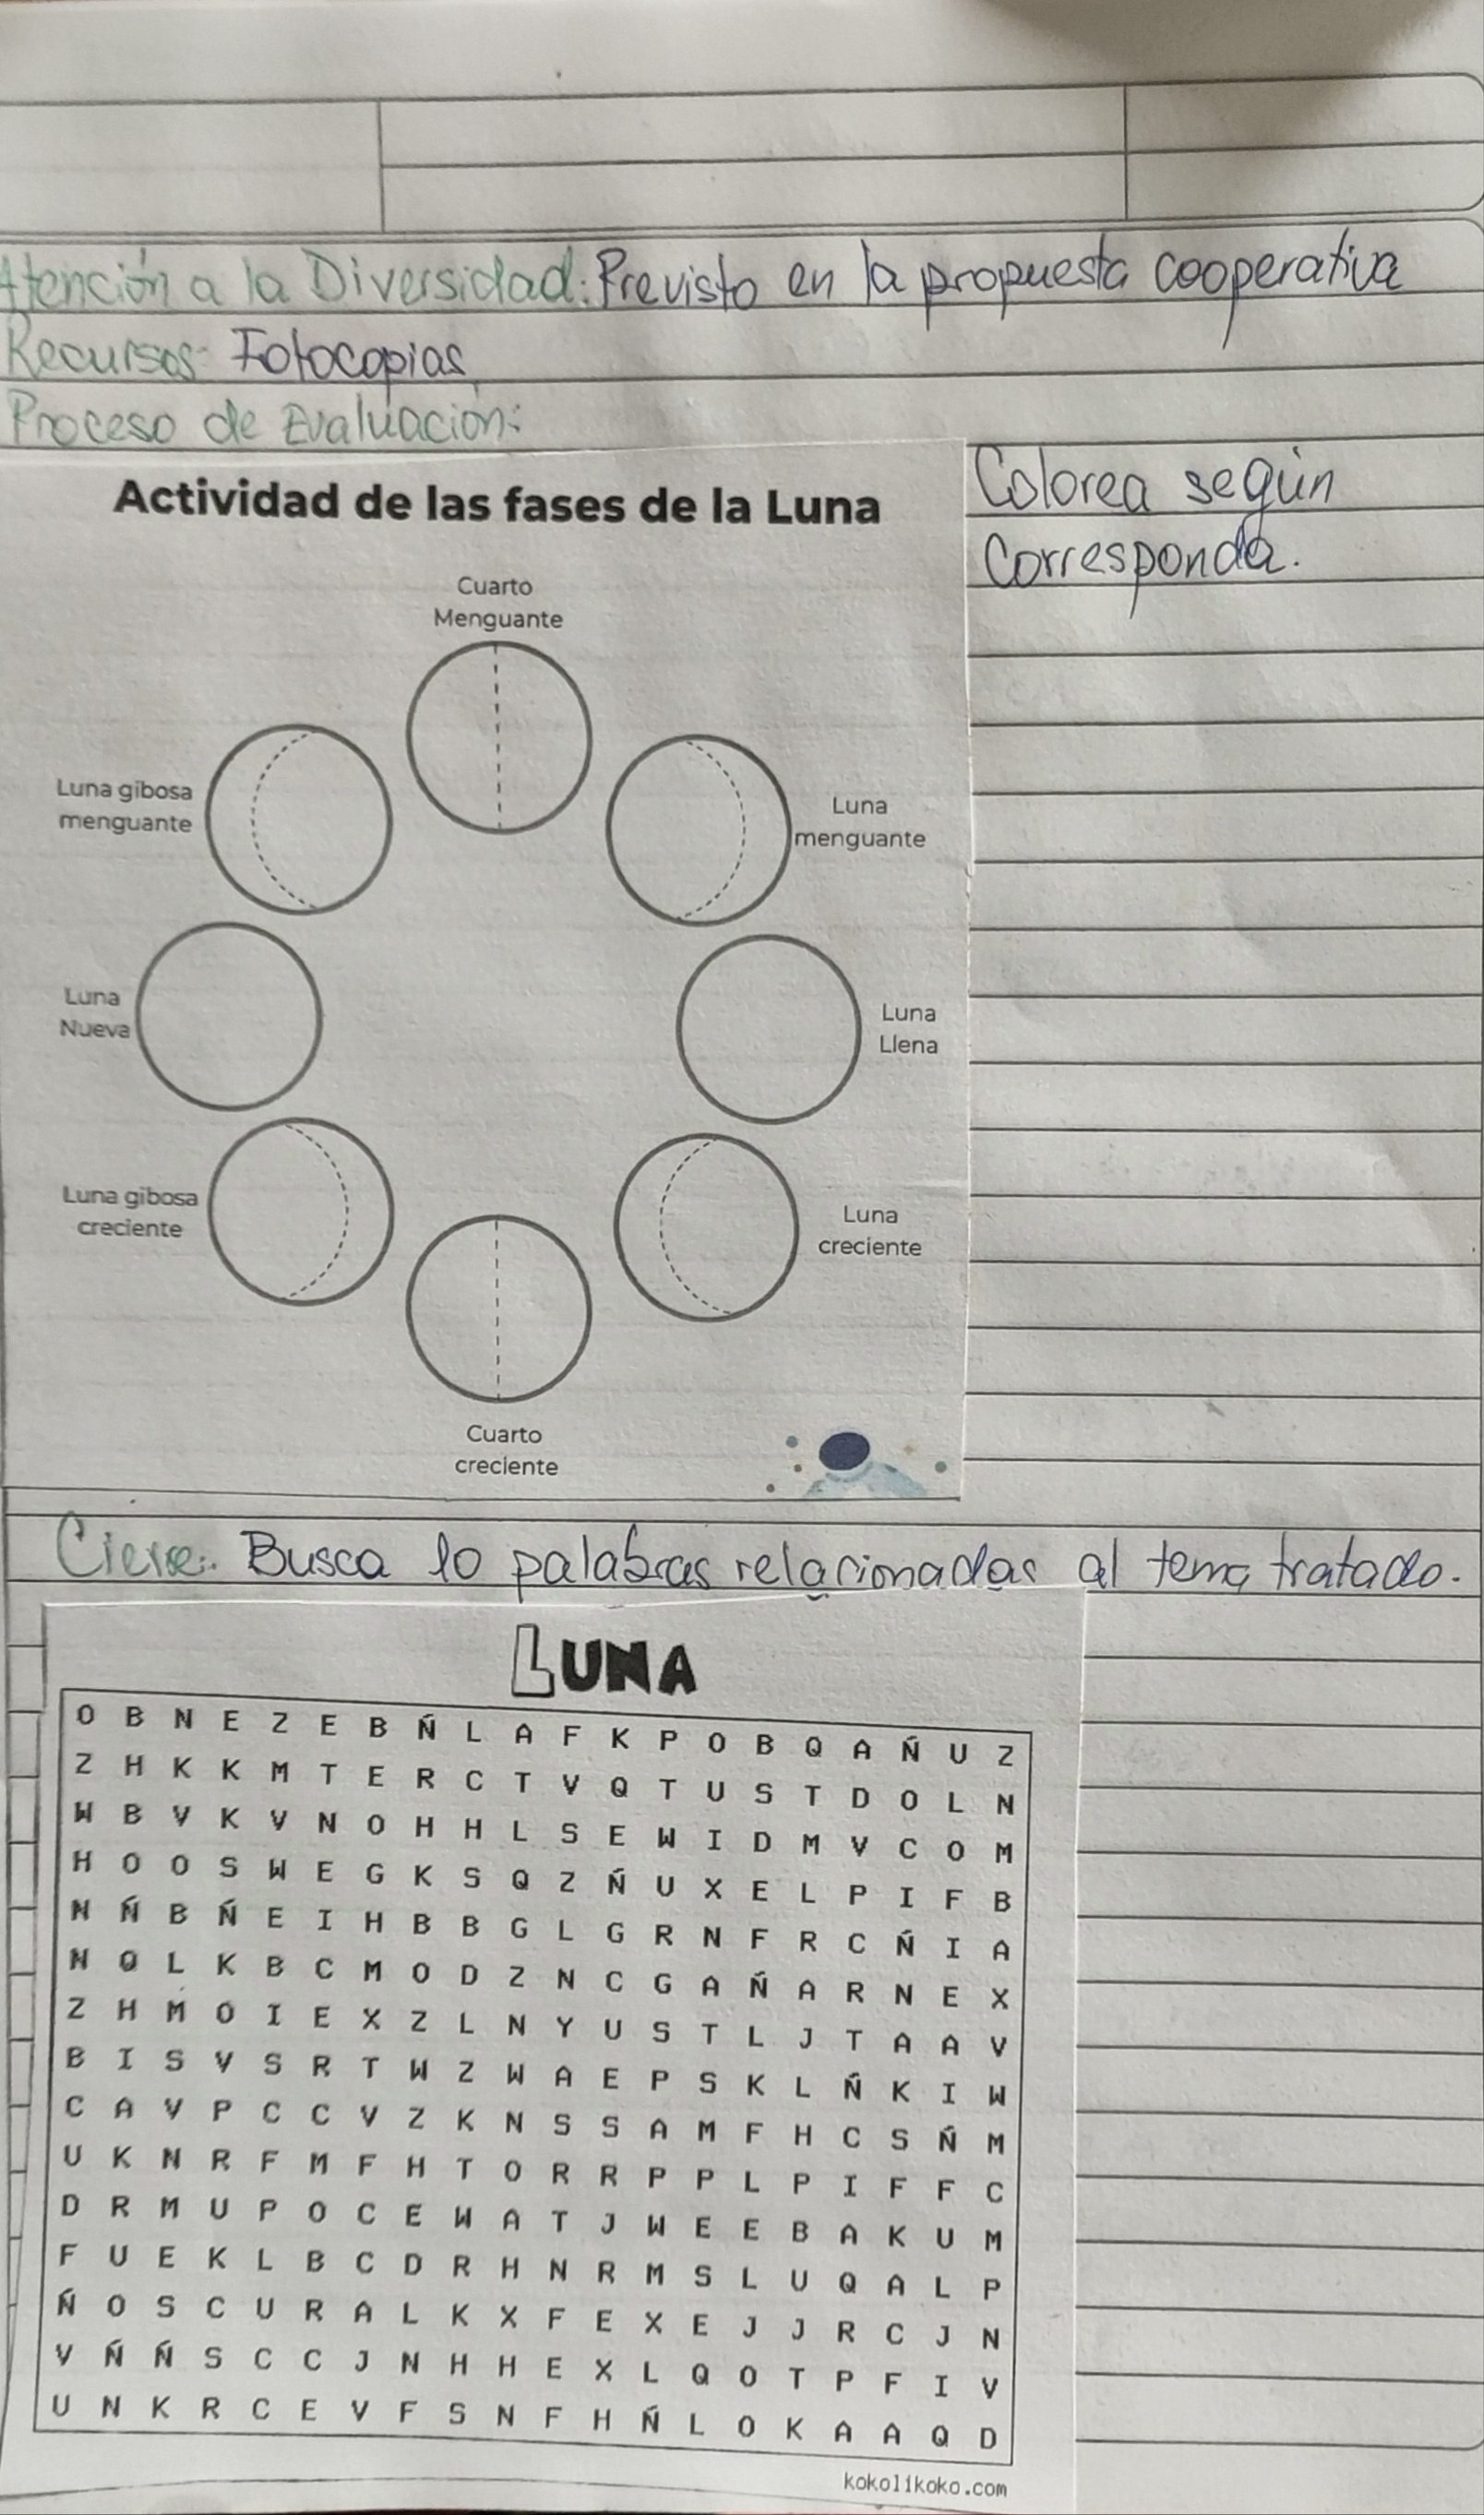 Atención a la Diversidad: Previsto en la propuesta cooperativa
Recursos: Fotocopias
Proceso de Evaluación:
Actividad de las fases de la Luna
Colorea según
Corresponda.
Cuarto
Menguante
Luna gibosa
menguante
Luna
menguante
Luna
Nueva
Luna
Llena
Luna gibosa
creciente
Luna
creciente
Cuarto
creciente
Cierre: Busca 10 palabras relacionadas al tema tratado.
LUNA
O B N E Z E B Ñ L A F K P O B Q A Ñ U Z
Z H K K M T E R C T V Q T U S T D O L N
W B V K V N O H H L S E W I D M V C O M
H O O S W E G K S Q Z Ñ U X E L P I F B
N Ñ B Ñ E I H B B G L G R N F R C Ñ I A
N Q L K B C M O D Z N C G A Ñ A R N E X
Z H M O I E X Z L N Y U S T L J T A A V
B I S V S R T W Z W A E P S K L Ñ K I W
C A V P C C V Z K N S S A M F H C S Ñ M
U K N R F M F H T O R R P P L P I F F C
D R M U P O C E W A T J W E E B A K U M
F U E K L B C D R H N R M S L U Q A L P
Ñ O S C U R A L K X F E X E J J R C J N
V Ñ Ñ S C C J N H H E X L Q O T P F I V
U N K R C E V F S N F H Ñ L O K A A Q D
kokolikoko.com